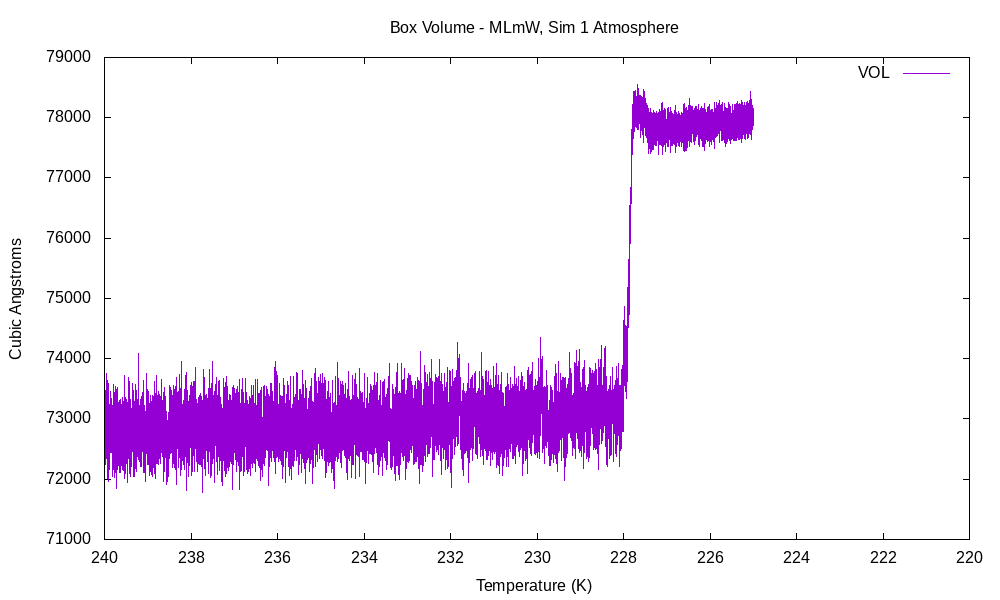 Box Volume - MLmW, Sim 1 Atmosphere
79000
VOL
78000
77000
76000
75000
74000
73000
72000
71000
Cubic Angstroms
240 238 236 234 232 230 228 226 224 222 220
Temperature (K)